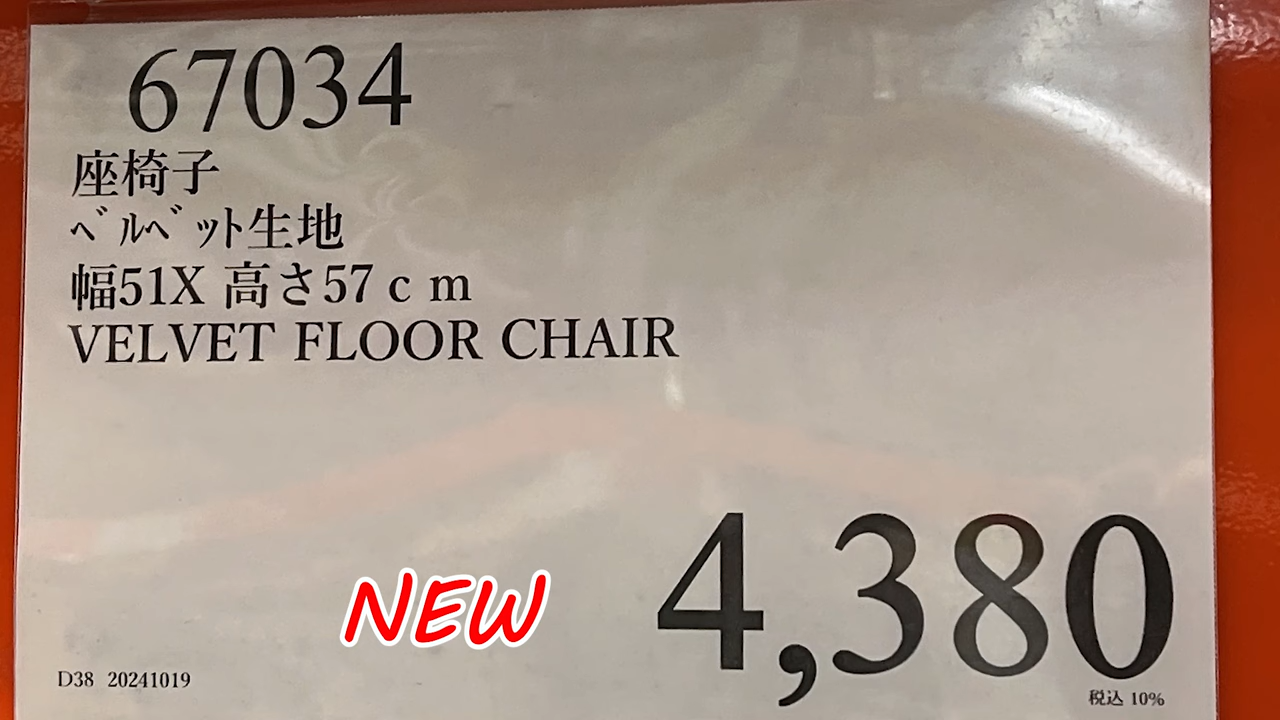 67034
座椅子
ﾍﾞﾙﾍﾞｯﾄ生地
幅51X 高さ57ｃｍ
VELVET FLOOR CHAIR
NEW
4,380
D38 20241019
税込 10%